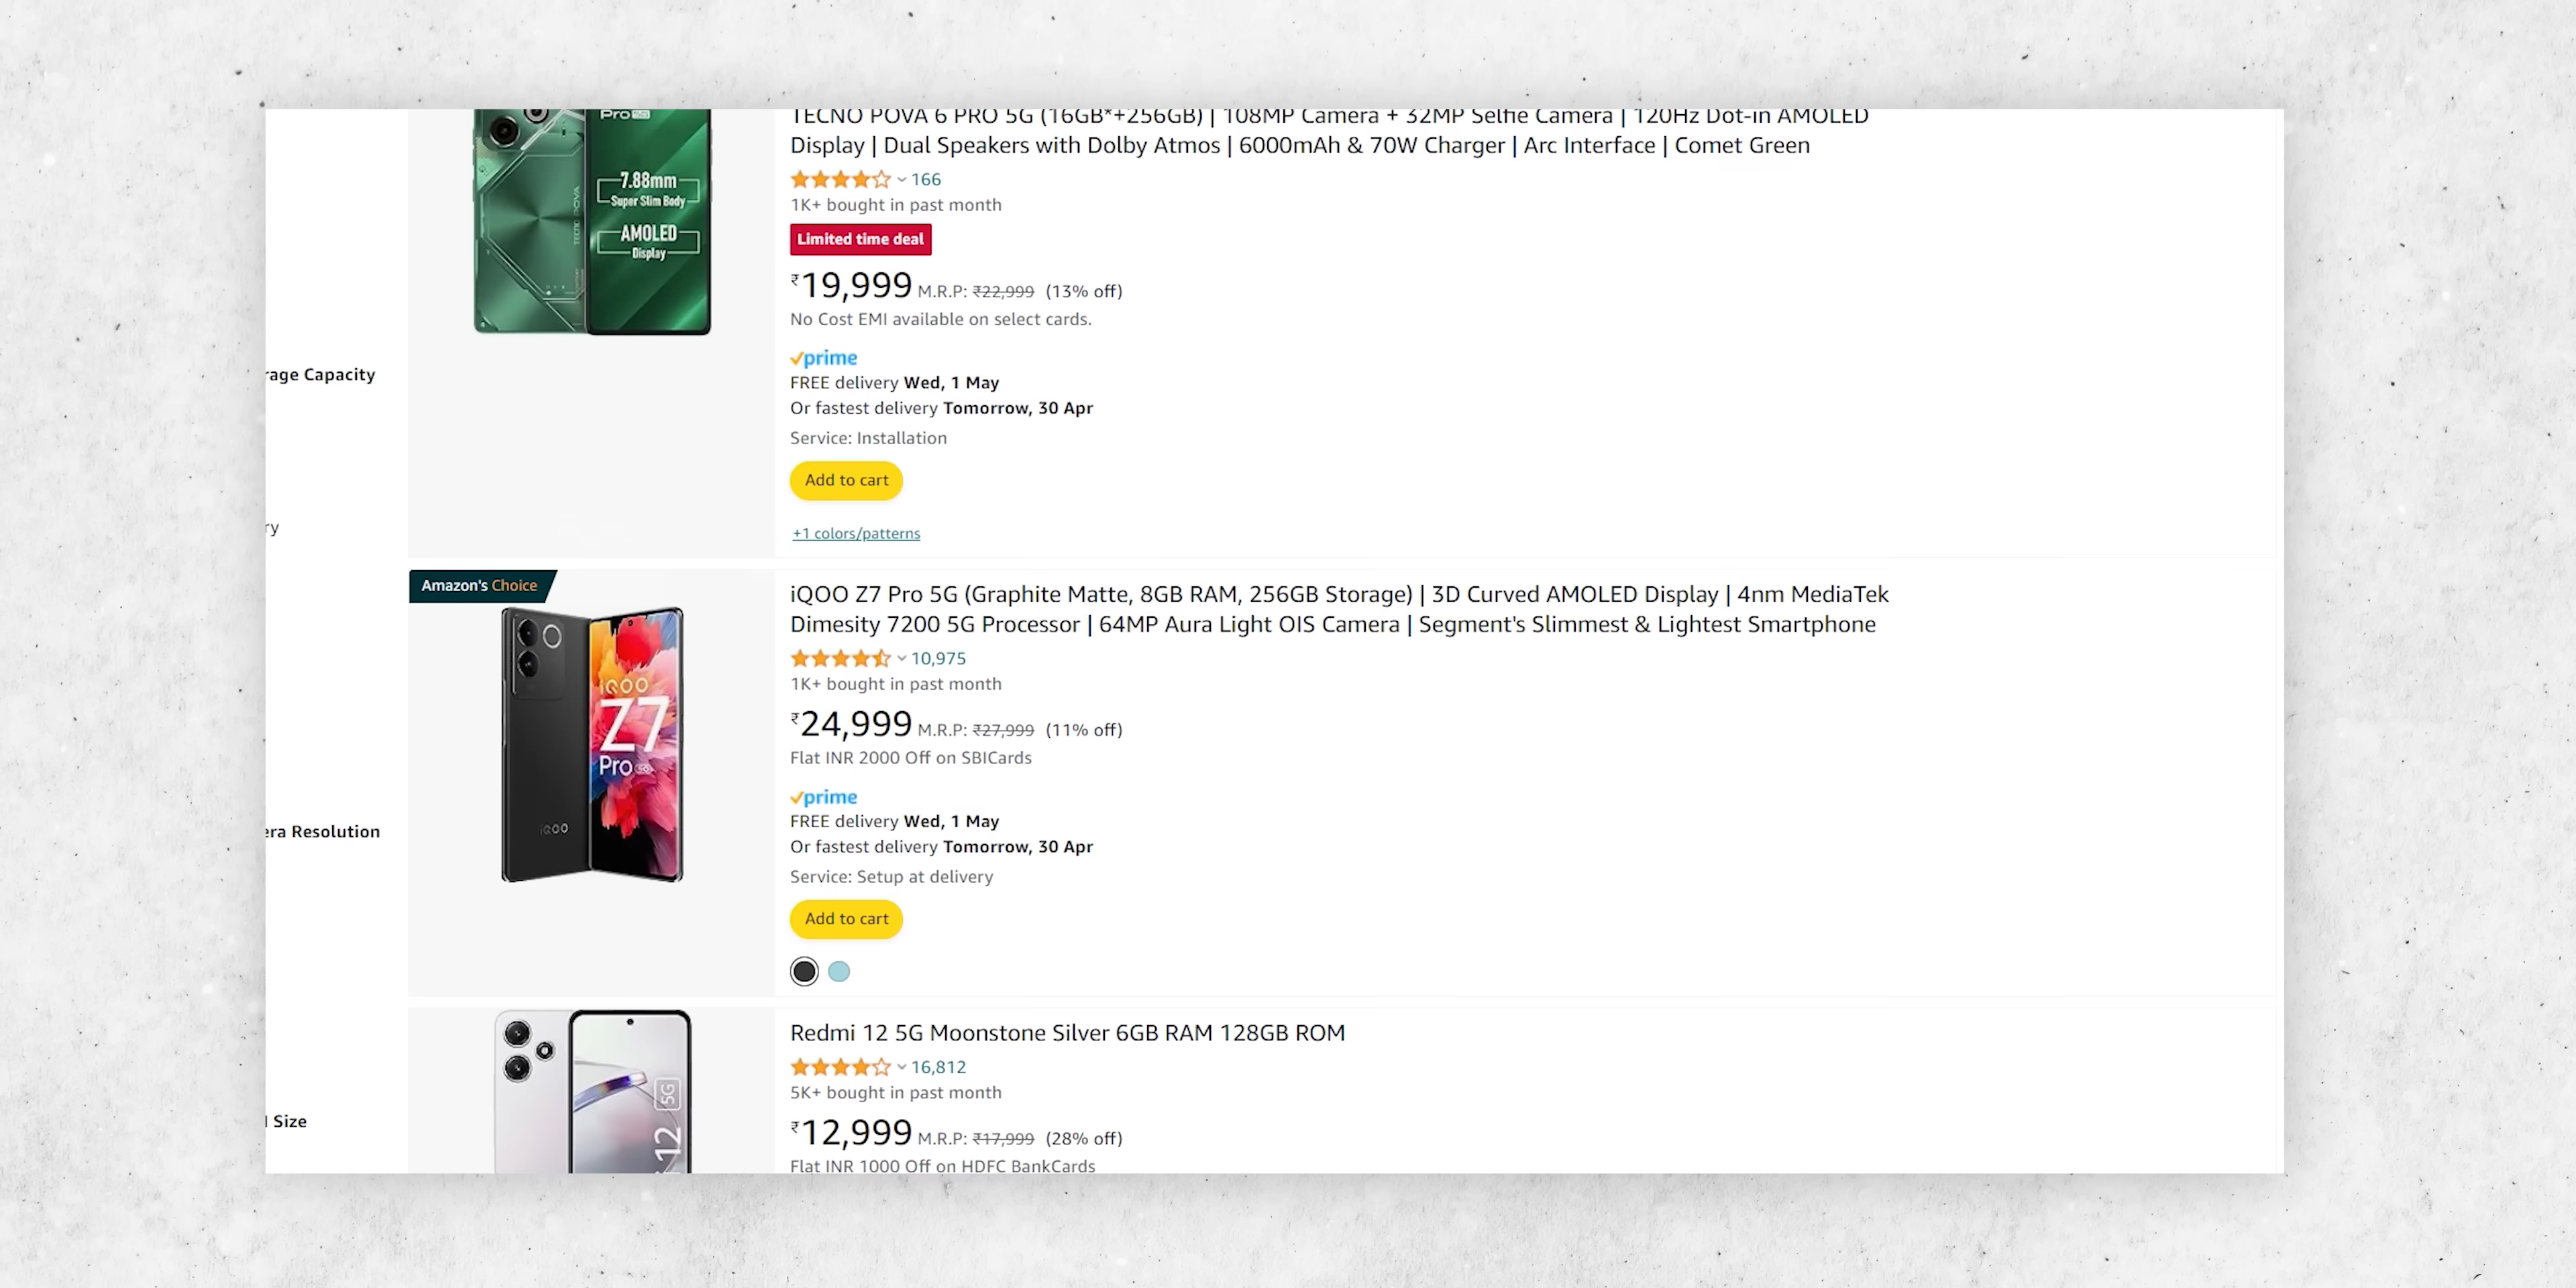 TECNO POVA 6 PRO 5G (16GB*+256GB) | 108MP Camera + 32MP Selfie Camera | 120Hz Dot-in AMOLED
Display | Dual Speakers with Dolby Atmos | 6000mAh & 70W Charger | Arc Interface | Comet Green
Pro 5G
7.88mm
Super Slim Body
AMOLED
Display
TECNO POVA
166
1K+ bought in past month
Limited time deal
₹19,999 M.R.P: ₹22,999 (13% off)
No Cost EMI available on select cards.
prime
FREE delivery Wed, 1 May
Or fastest delivery Tomorrow, 30 Apr
Service: Installation
Add to cart
+1 colors/patterns
rage Capacity
ry
era Resolution
l Size
Amazon's Choice
iQOO
Z7
Pro 5G
iQOO
iQOO Z7 Pro 5G (Graphite Matte, 8GB RAM, 256GB Storage) | 3D Curved AMOLED Display | 4nm MediaTek
Dimesity 7200 5G Processor | 64MP Aura Light OIS Camera | Segment's Slimmest & Lightest Smartphone
10,975
1K+ bought in past month
₹24,999 M.R.P: ₹27,999 (11% off)
Flat INR 2000 Off on SBICards
prime
FREE delivery Wed, 1 May
Or fastest delivery Tomorrow, 30 Apr
Service: Setup at delivery
Add to cart
12 5G
Redmi 12 5G Moonstone Silver 6GB RAM 128GB ROM
16,812
5K+ bought in past month
₹12,999 M.R.P: ₹17,999 (28% off)
Flat INR 1000 Off on HDFC BankCards